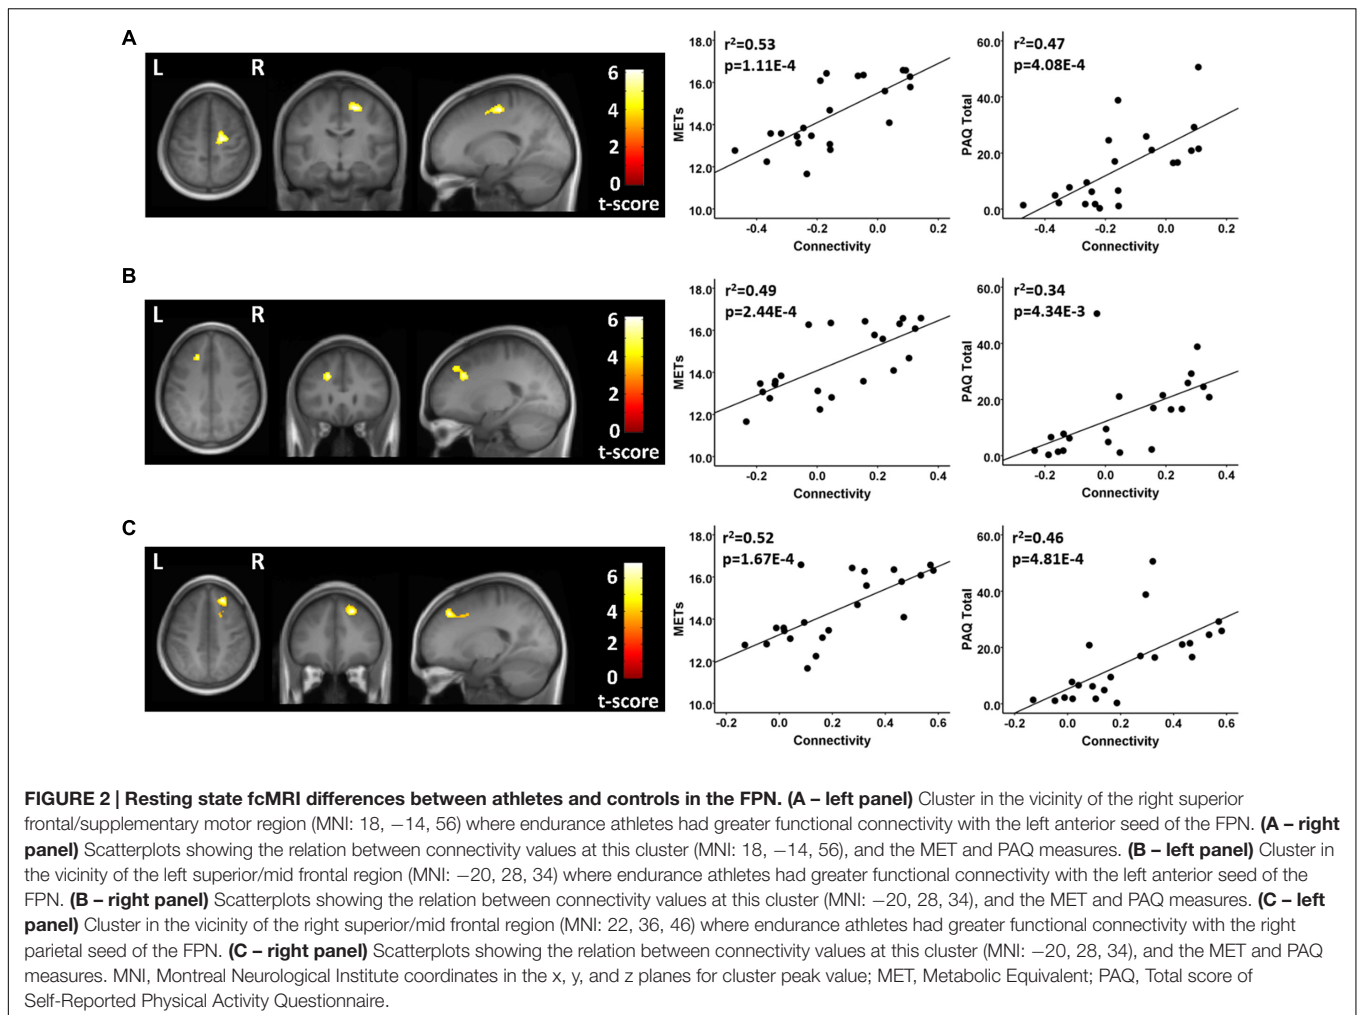 A
L R
6
4
2
0
t-score
r²=0.53
p=1.11E-4
METs
18.0
16.0
14.0
12.0
10.0
-0.4 -0.2 0.0 0.2
Connectivity
r²=0.47
p=4.08E-4
PAQ Total
60.0
40.0
20.0
0.0
-0.4 -0.2 0.0 0.2
Connectivity
B
L R
6
4
2
0
t-score
r²=0.49
p=2.44E-4
METs
18.0
16.0
14.0
12.0
10.0
-0.2 0.0 0.2 0.4
Connectivity
r²=0.34
p=4.34E-3
PAQ Total
60.0
40.0
20.0
0.0
-0.2 0.0 0.2 0.4
Connectivity
C
L R
6
4
2
0
t-score
r²=0.52
p=1.67E-4
METs
18.0
16.0
14.0
12.0
10.0
-0.2 0.0 0.2 0.4 0.6
Connectivity
r²=0.46
p=4.81E-4
PAQ Total
60.0
40.0
20.0
0.0
-0.2 0.0 0.2 0.4 0.6
Connectivity
FIGURE 2 | Resting state fcMRI differences between athletes and controls in the FPN. (A – left panel) Cluster in the vicinity of the right superior
frontal/supplementary motor region (MNI: 18, −14, 56) where endurance athletes had greater functional connectivity with the left anterior seed of the FPN. (A – right
panel) Scatterplots showing the relation between connectivity values at this cluster (MNI: 18, −14, 56), and the MET and PAQ measures. (B – left panel) Cluster in
the vicinity of the left superior/mid frontal region (MNI: −20, 28, 34) where endurance athletes had greater functional connectivity with the left anterior seed of the
FPN. (B – right panel) Scatterplots showing the relation between connectivity values at this cluster (MNI: −20, 28, 34), and the MET and PAQ measures. (C – left
panel) Cluster in the vicinity of the right superior/mid frontal region (MNI: 22, 36, 46) where endurance athletes had greater functional connectivity with the right
parietal seed of the FPN. (C – right panel) Scatterplots showing the relation between connectivity values at this cluster (MNI: −20, 28, 34), and the MET and PAQ
measures. MNI, Montreal Neurological Institute coordinates in the x, y, and z planes for cluster peak value; MET, Metabolic Equivalent; PAQ, Total score of
Self-Reported Physical Activity Questionnaire.